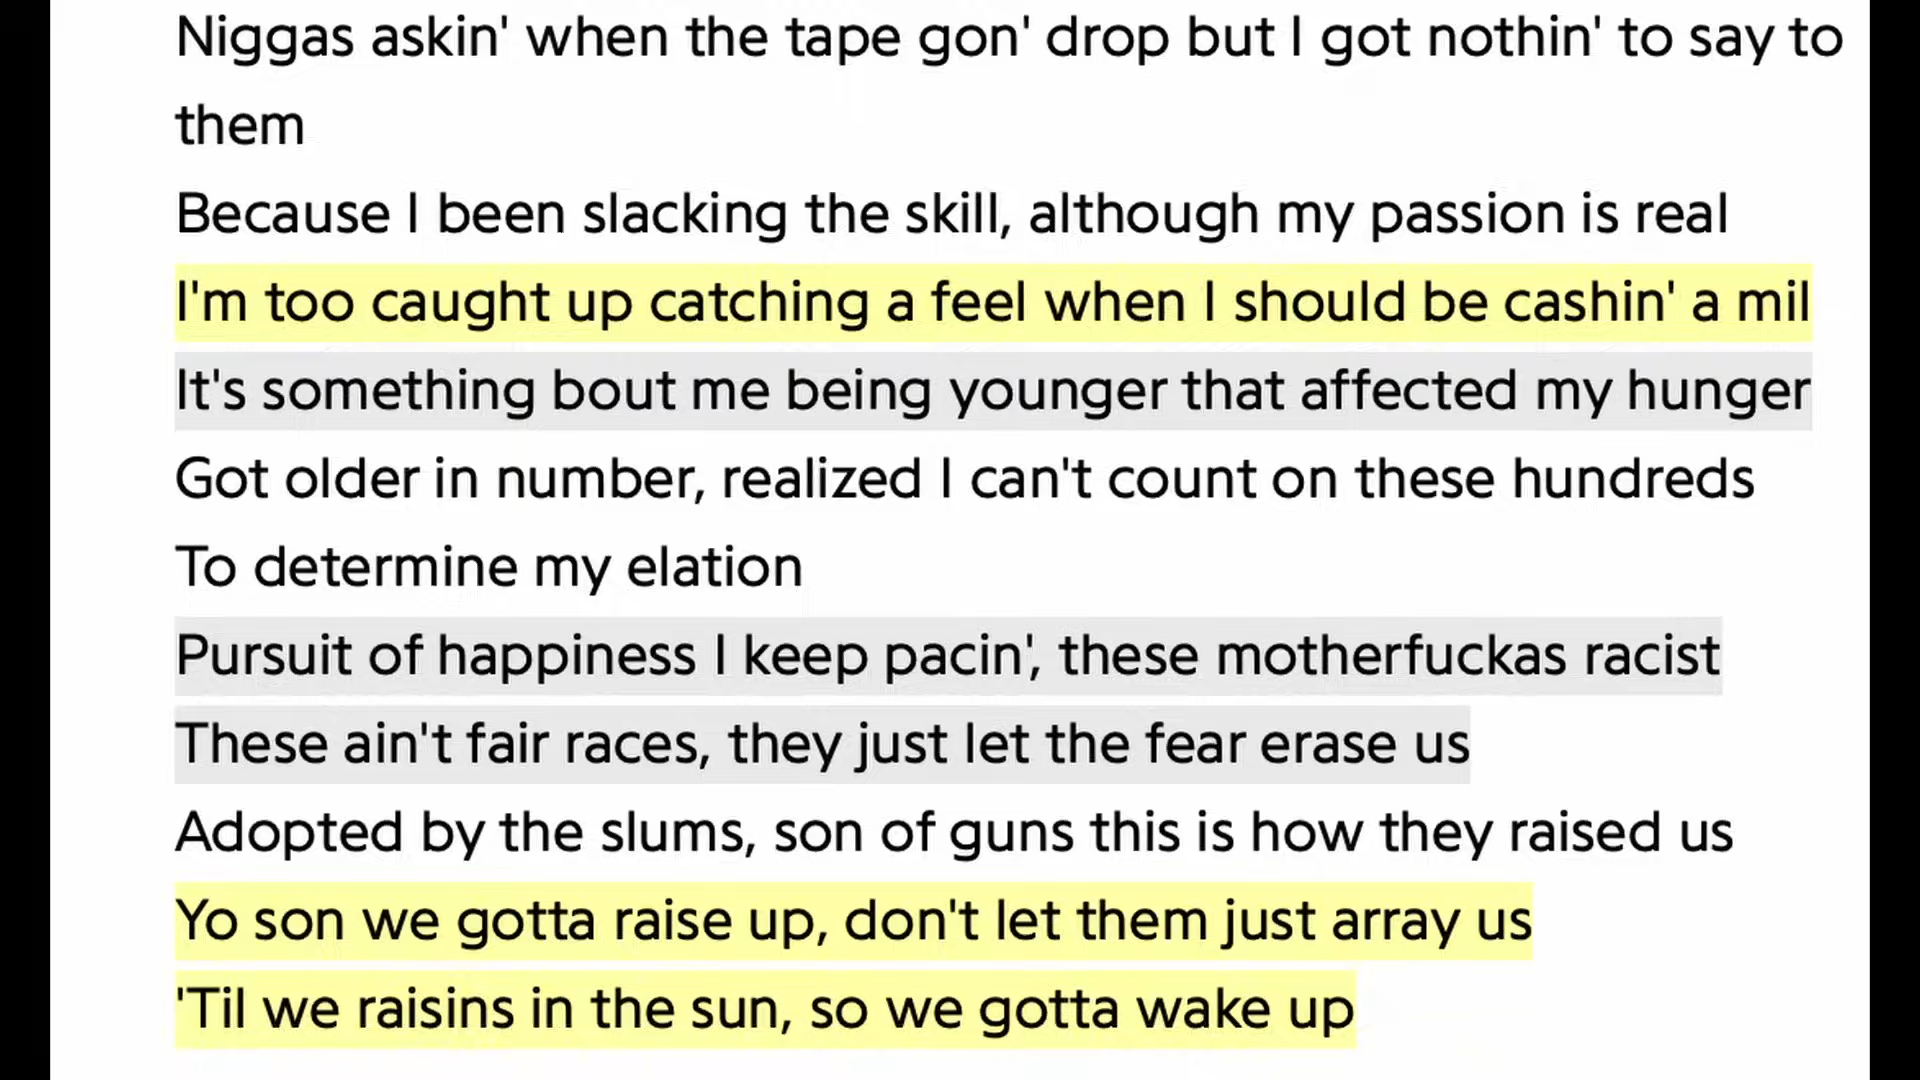 Niggas askin' when the tape gon' drop but I got nothin' to say to
them
Because I been slacking the skill, although my passion is real
I'm too caught up catching a feel when I should be cashin' a mil
It's something bout me being younger that affected my hunger
Got older in number, realized I can't count on these hundreds
To determine my elation
Pursuit of happiness I keep pacin', these motherfuckas racist
These ain't fair races, they just let the fear erase us
Adopted by the slums, son of guns this is how they raised us
Yo son we gotta raise up, don't let them just array us
'Til we raisins in the sun, so we gotta wake up